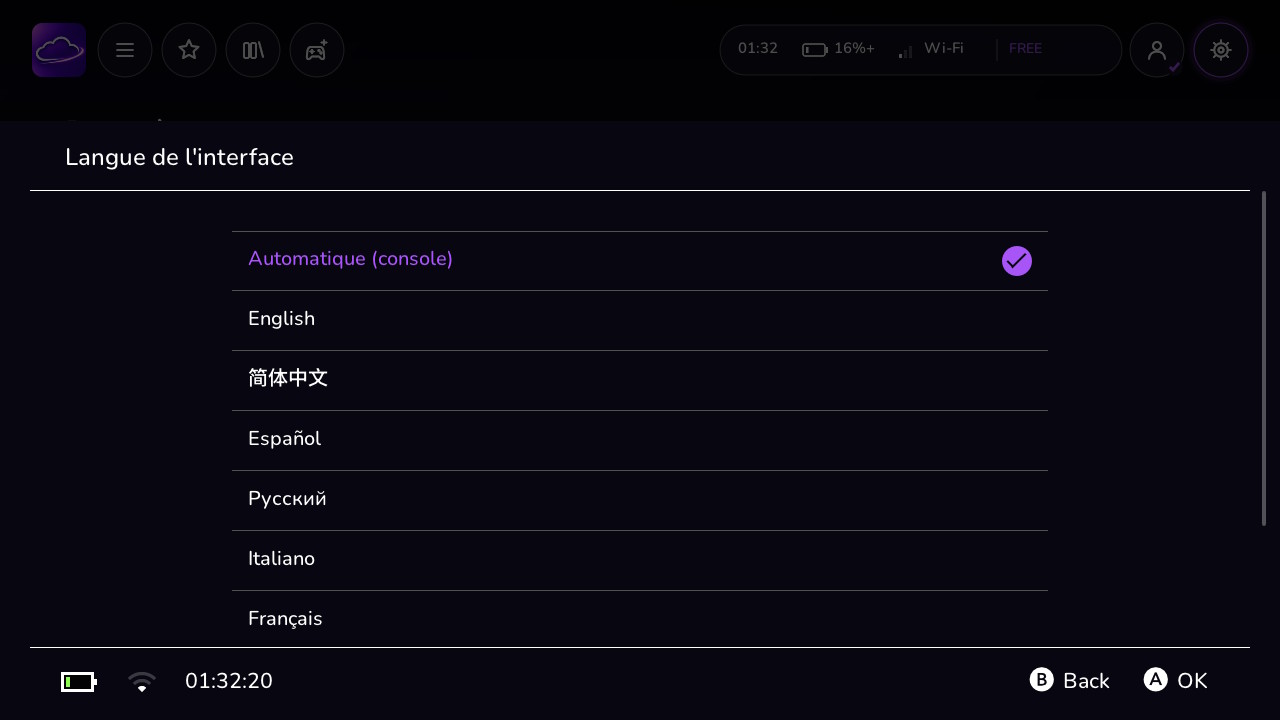 01:32 16%+ Wi-Fi FREE
Langue de l'interface
Automatique (console)
English
简体中文
Español
Русский
Italiano
Français
01:32:20
B Back A OK